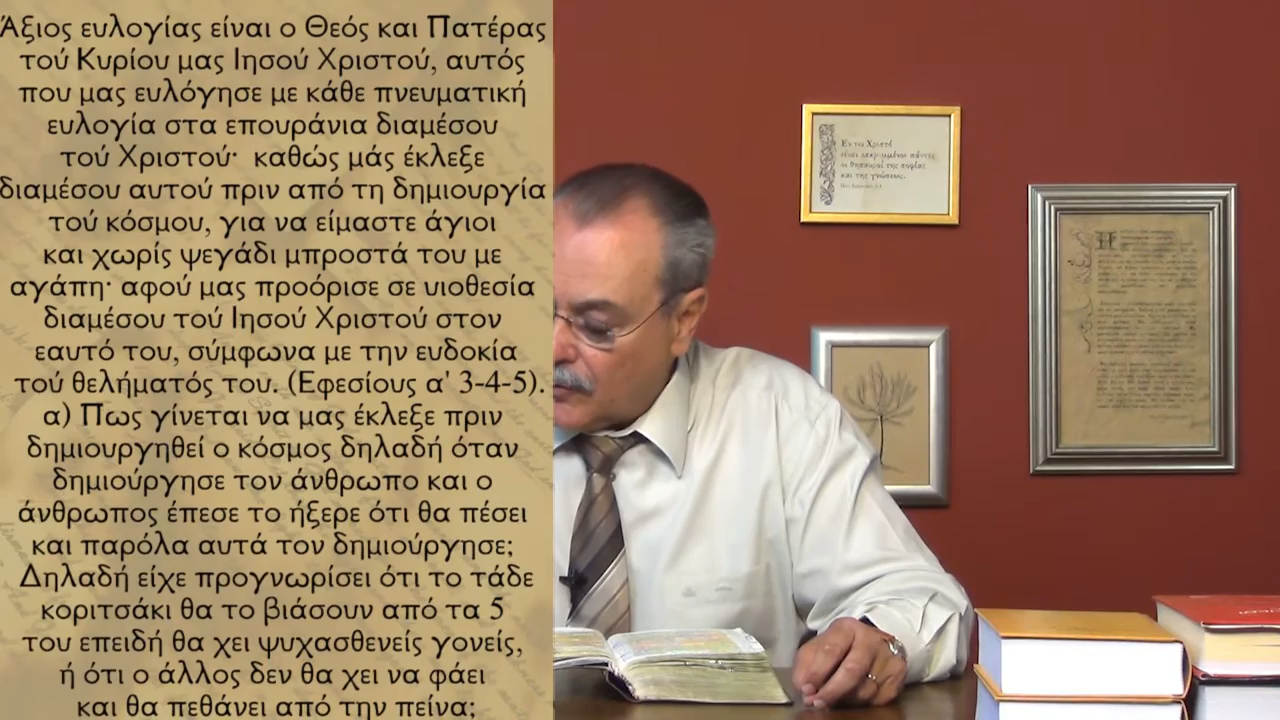 Άξιος ευλογίας είναι ο Θεός και Πατέρας
τού Κυρίου μας Ιησού Χριστού, αυτός
που μας ευλόγησε με κάθε πνευματική
ευλογία στα επουράνια διαμέσου
τού Χριστού· καθώς μάς έκλεξε
διαμέσου αυτού πριν από τη δημιουργία
τού κόσμου, για να είμαστε άγιοι
και χωρίς ψεγάδι μπροστά του με
αγάπη· αφού μας προόρισε σε υιοθεσία
διαμέσου τού Ιησού Χριστού στον
εαυτό του, σύμφωνα με την ευδοκία
τού θελήματός του. (Εφεσίους α' 3-4-5).
α) Πως γίνεται να μας έκλεξε πριν
δημιουργηθεί ο κόσμος δηλαδή όταν
δημιούργησε τον άνθρωπο και ο
άνθρωπος έπεσε το ήξερε ότι θα πέσει
και παρόλα αυτά τον δημιούργησε;
Δηλαδή είχε προγνωρίσει ότι το τάδε
κοριτσάκι θα το βιάσουν από τα 5
του επειδή θα χει ψυχασθενείς γονείς,
ή ότι ο άλλος δεν θα χει να φάει
και θα πεθάνει από την πείνα;
Εν τω Χριστώ
είναι κεκρυμμένοι πάντες
οι θησαυροί της σοφίας
και της γνώσεως.